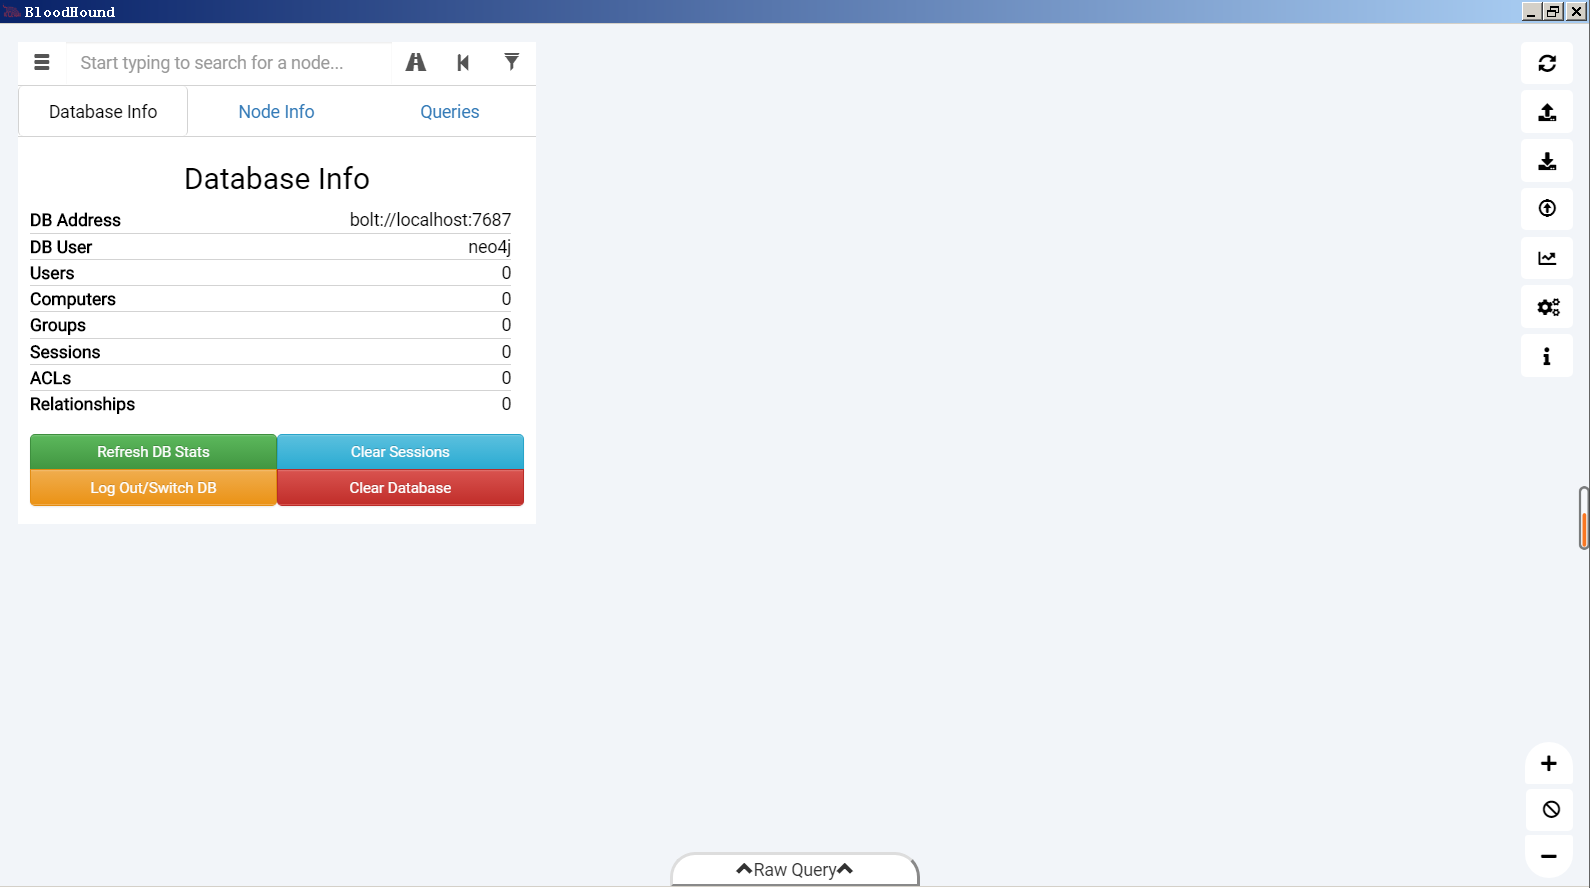 BloodHound
Start typing to search for a node...
Database Info
Node Info
Queries
Database Info
DB Address bolt://localhost:7687
DB User neo4j
Users 0
Computers 0
Groups 0
Sessions 0
ACLs 0
Relationships 0
Refresh DB Stats
Clear Sessions
Log Out/Switch DB
Clear Database
Raw Query